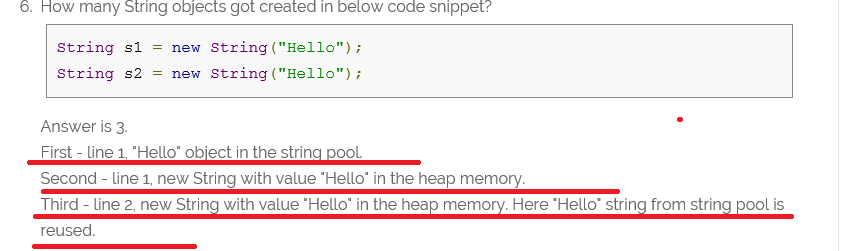 6. How many String objects got created in below code snippet?
String s1 = new String("Hello");
String s2 = new String("Hello");
Answer is 3.
First - line 1, "Hello" object in the string pool.
Second - line 1, new String with value "Hello" in the heap memory.
Third - line 2, new String with value "Hello" in the heap memory. Here "Hello" string from string pool is
reused.